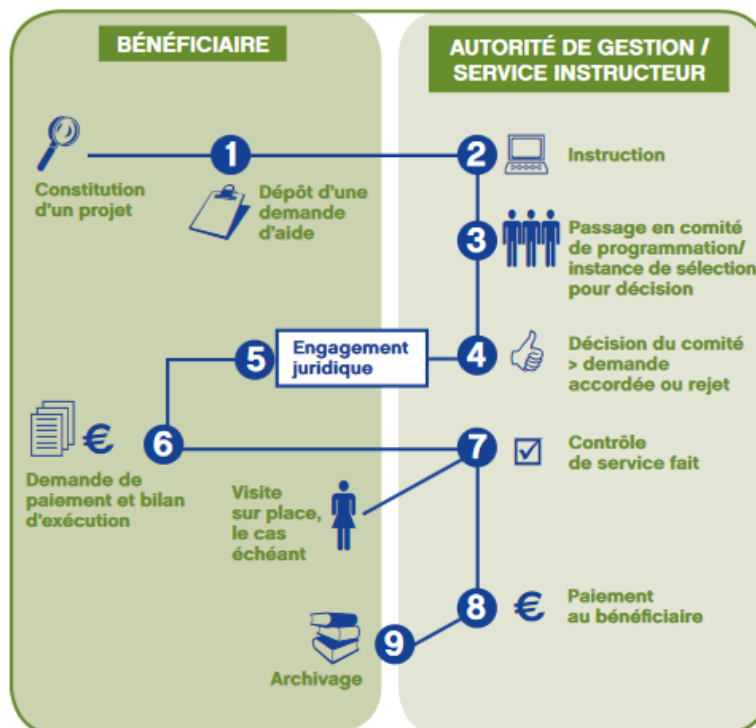 BÉNÉFICIAIRE
AUTORITÉ DE GESTION /
SERVICE INSTRUCTEUR
1
2
Instruction
Constitution
d'un projet
Dépôt d'une
demande
d'aide
3
Passage en comité
de programmation/
instance de sélection
pour décision
5
Engagement
juridique
4
Décision du comité
> demande
accordée ou rejet
€
6
7
Contrôle
de service fait
Demande de
paiement et bilan
d'exécution
Visite
sur place,
le cas
échéant
8
€
Paiement
au bénéficiaire
9
Archivage